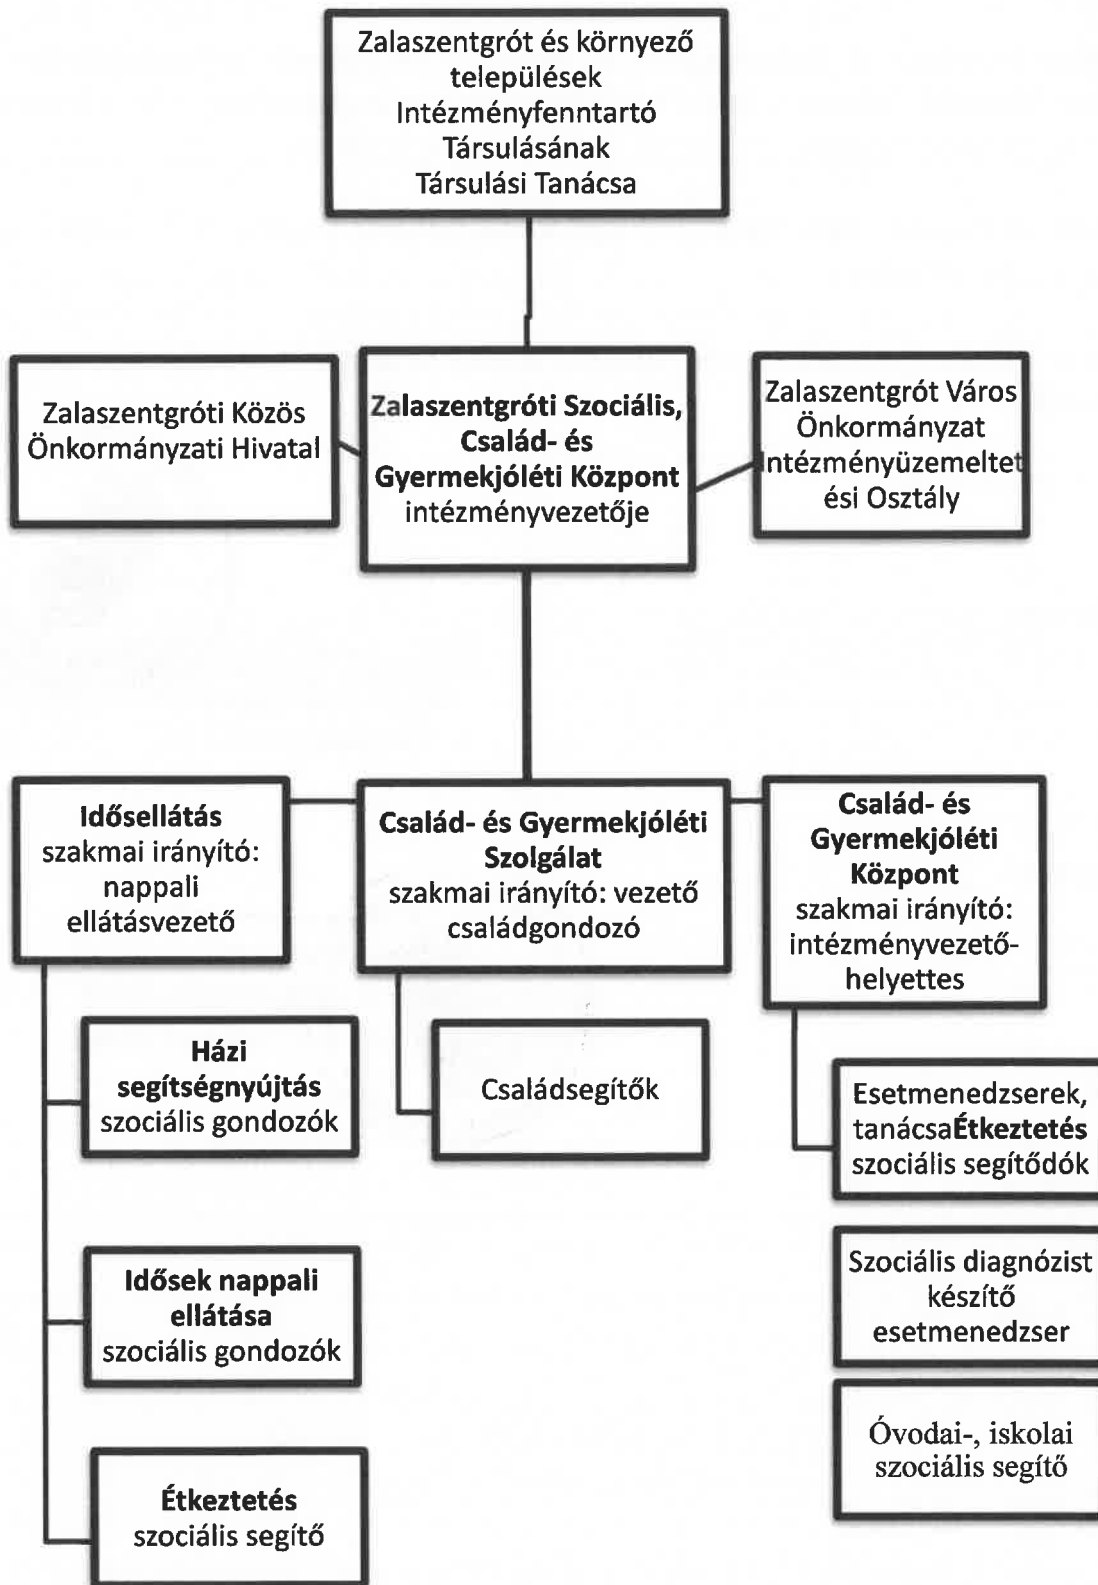 Zalaszentgrót és környező
települések
Intézményfenntartó
Társulásának
Társulási Tanácsa
Zalaszentgróti Közös
Önkormányzati Hivatal
Zalaszentgróti Szociális,
Család- és
Gyermekjóléti Központ
intézményvezetője
Zalaszentgrót Város
Önkormányzat
Intézményüzemeltet
ési Osztály
Idősellátás
szakmai irányító:
nappali
ellátásvezető
Család- és Gyermekjóléti
Szolgálat
szakmai irányító: vezető
családgondozó
Család- és
Gyermekjóléti
Központ
szakmai irányító:
intézményvezető-
helyettes
Házi
segítségnyújtás
szociális gondozók
Idősek nappali
ellátása
szociális gondozók
Étkeztetés
szociális segítő
Családsegítők
Esetmenedzserek,
tanácsaÉtkeztetés
szociális segítődók
Szociális diagnózist
készítő
esetmenedzser
Óvodai-, iskolai
szociális segítő